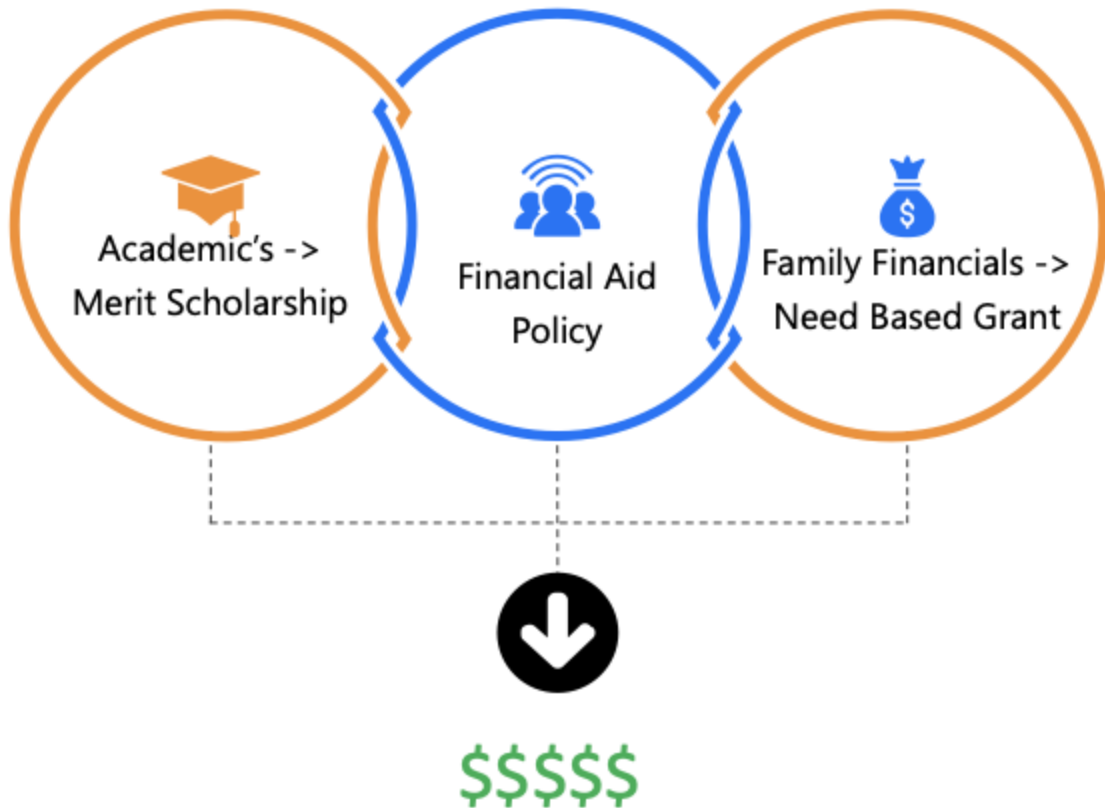 Academic’s ->
Merit Scholarship
Financial Aid
Policy
$
Family Financials ->
Need Based Grant
$$$$$